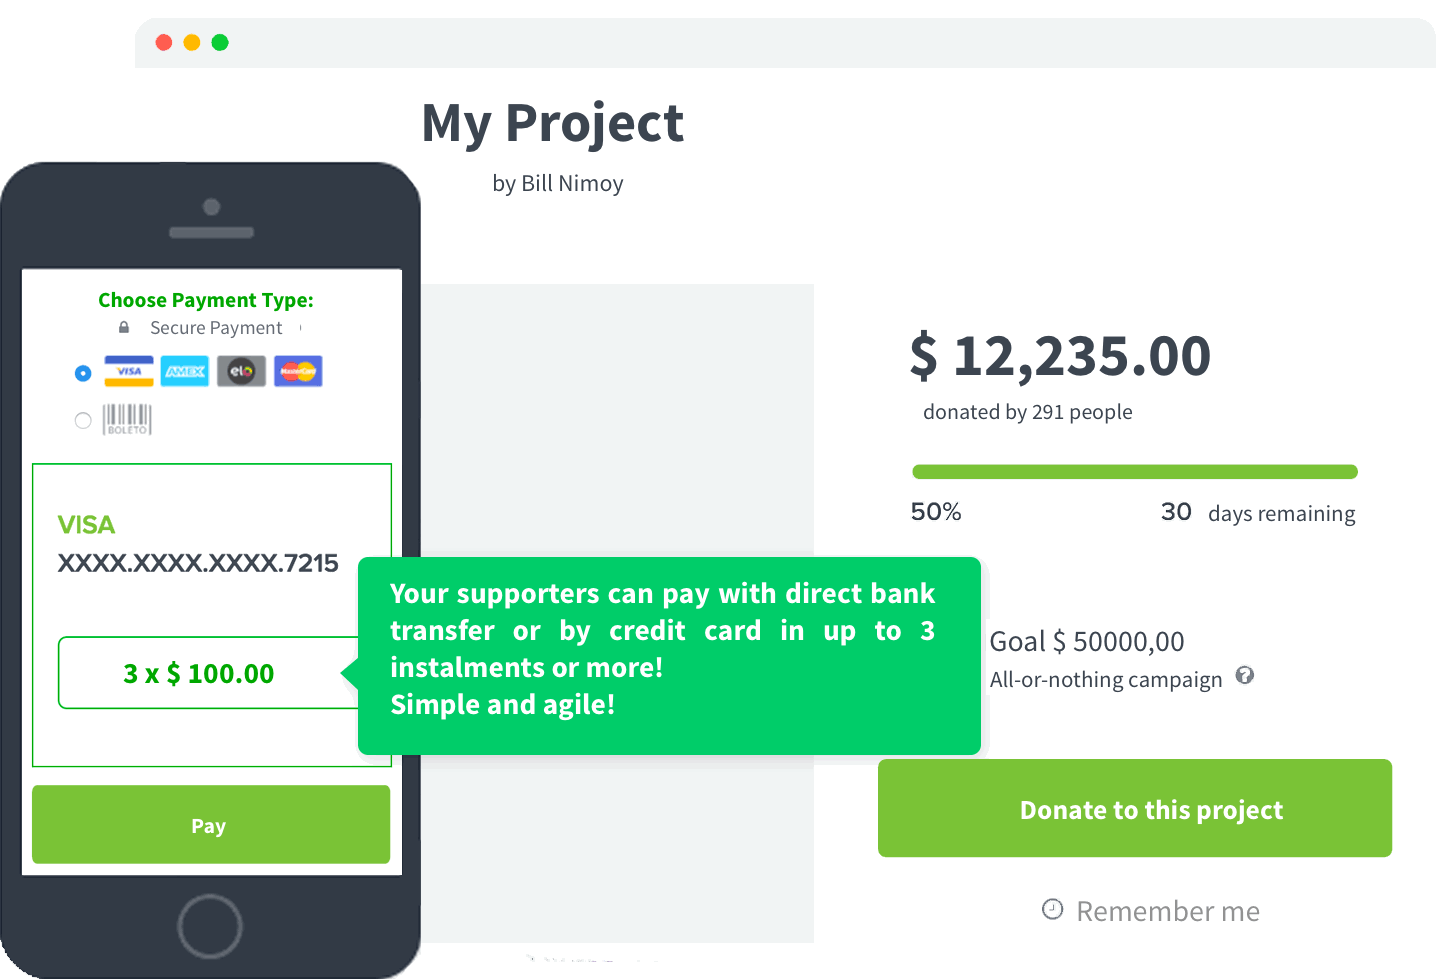 My Project
by Bill Nimoy
Choose Payment Type:
Secure Payment
VISA AMEX elo MasterCard
BOLETO
VISA
XXXX.XXXX.XXXX.7215
3 x $ 100.00
Pay
Your supporters can pay with direct bank
transfer or by credit card in up to 3
instalments or more!
Simple and agile!
$ 12,235.00
donated by 291 people
50% 30 days remaining
Goal $ 50000,00
All-or-nothing campaign ?
Donate to this project
Remember me